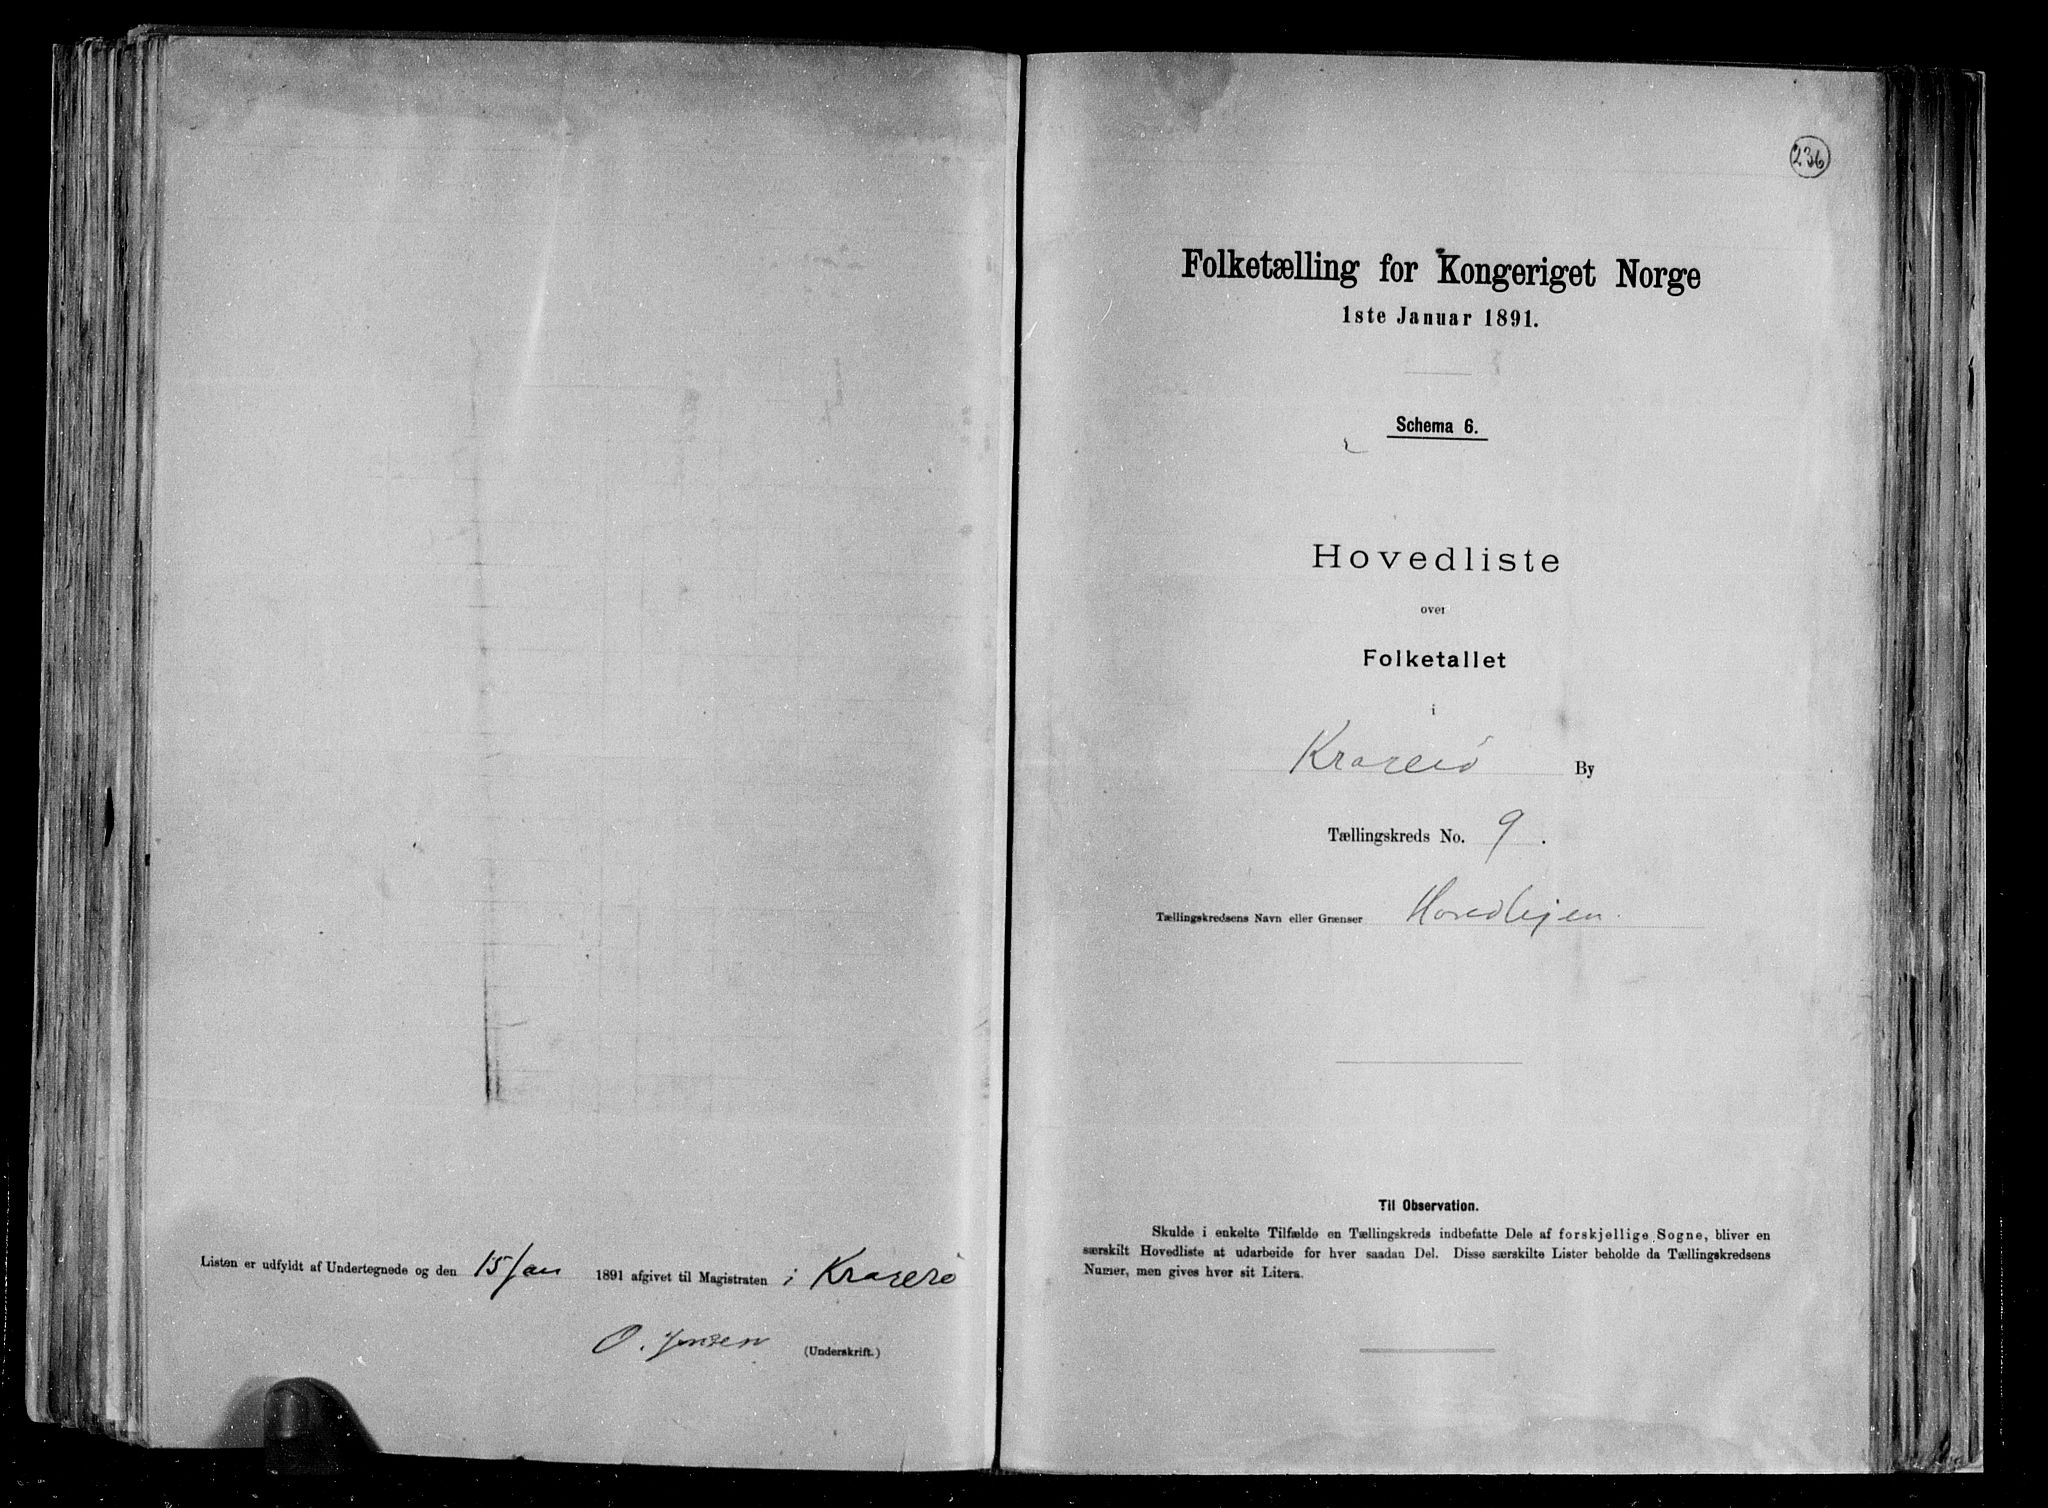 Listen er udfyldt af Undertegnede og den 15/Jan 1891 afgivet til Magistraten i Kragerø
O. Jensen
(Underskrift.)
236
Folketælling for Kongeriget Norge
1ste Januar 1891.
Schema 6.
Hovedliste
over
Folketallet
i
Kragerø By
Tællingskreds No. 9.
Tællingskredsens Navn eller Grænser
Til Observation.
Skulde i enkelte Tilfælde en Tællingskreds indbefatte Dele af forskjellige Sogne, bliver en
særskilt Hovedliste at udarbeide for hver saadan Del. Disse særskilte Lister beholde da Tællingskredsens
Numer, men gives hver sit Litera.